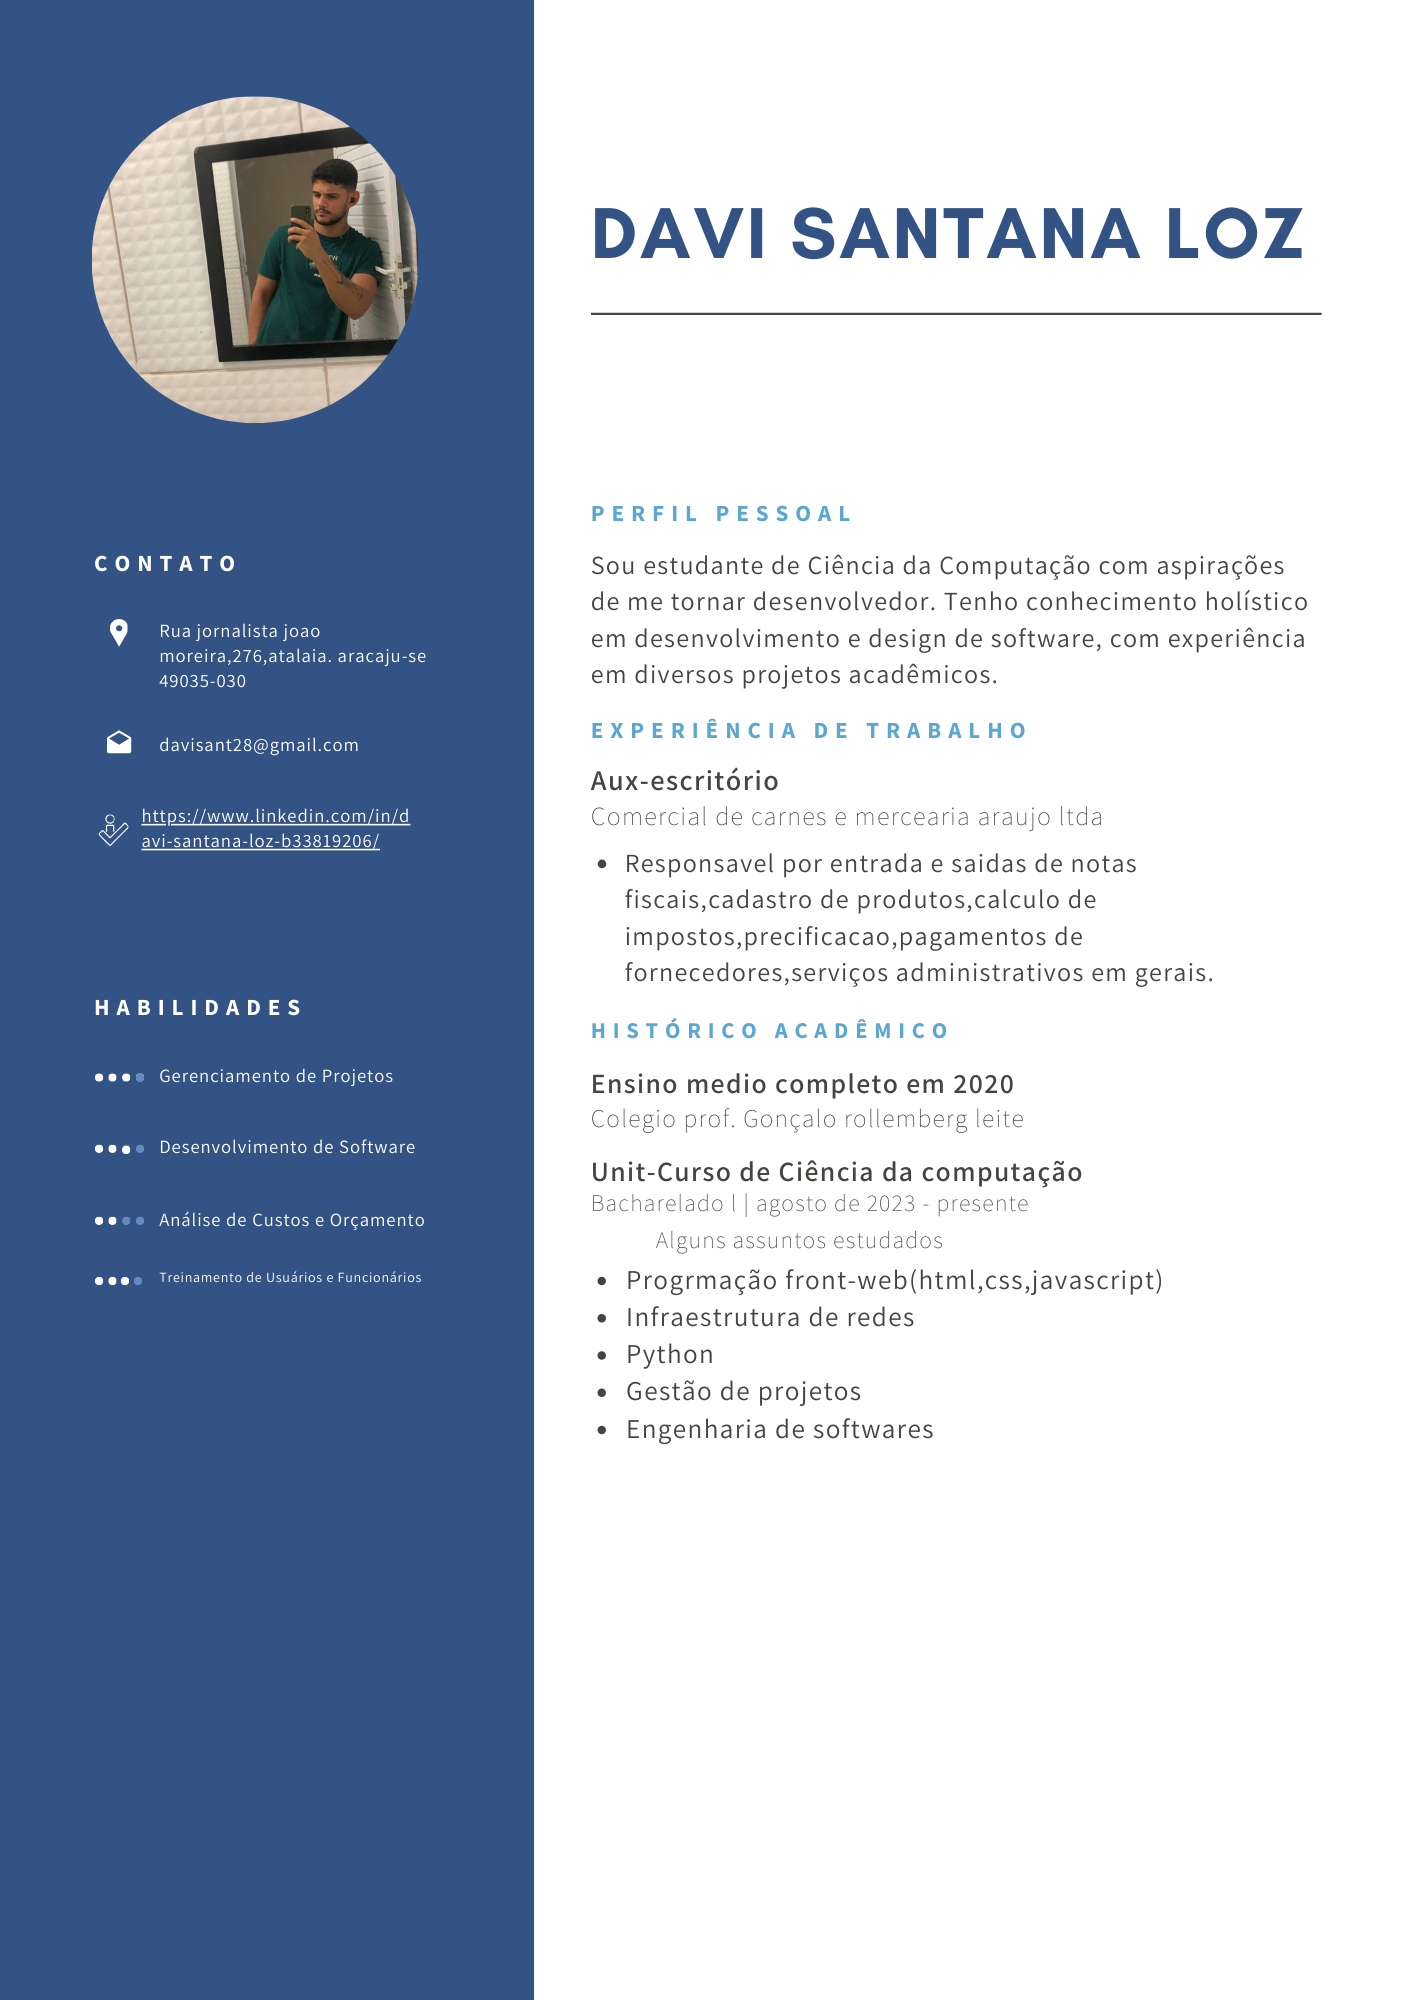 DAVI SANTANA LOZ
CONTATO
Rua jornalista joao
moreira,276,atalaia. aracaju-se
49035-030
davisant28@gmail.com
https://www.linkedin.com/in/d
avi-santana-loz-b33819206/
HABILIDADES
Gerenciamento de Projetos
Desenvolvimento de Software
Análise de Custos e Orçamento
Treinamento de Usuários e Funcionários
PERFIL PESSOAL
Sou estudante de Ciência da Computação com aspirações
de me tornar desenvolvedor. Tenho conhecimento holístico
em desenvolvimento e design de software, com experiência
em diversos projetos acadêmicos.
EXPERIÊNCIA DE TRABALHO
Aux-escritório
Comercial de carnes e mercearia araujo ltda
• Responsavel por entrada e saidas de notas
fiscais,cadastro de produtos,calculo de
impostos,precificacao,pagamentos de
fornecedores,serviços administrativos em gerais.
HISTÓRICO ACADÊMICO
Ensino medio completo em 2020
Colegio prof. Gonçalo rollemberg leite
Unit-Curso de Ciência da computação
Bacharelado l | agosto de 2023 - presente
Alguns assuntos estudados
• Progrmação front-web(html,css,javascript)
• Infraestrutura de redes
• Python
• Gestão de projetos
• Engenharia de softwares